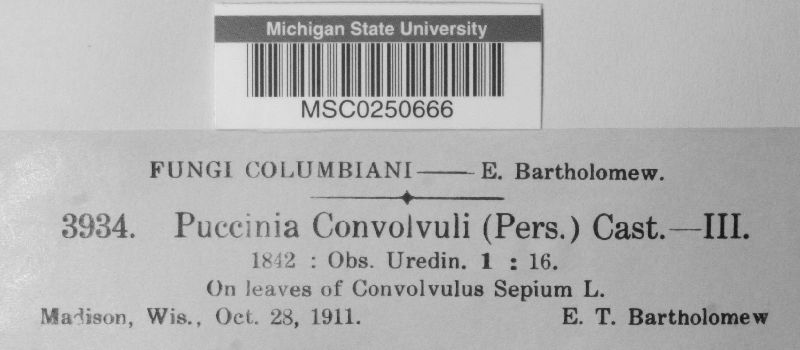 Michigan State University
MSC0250666
FUNGI COLUMBIANI — E. Bartholomew.
3934. Puccinia Convolvuli (Pers.) Cast.—III.
1842 : Obs. Uredin. 1 : 16.
On leaves of Convolvulus Sepium L.
Madison, Wis., Oct. 28, 1911. E. T. Bartholomew